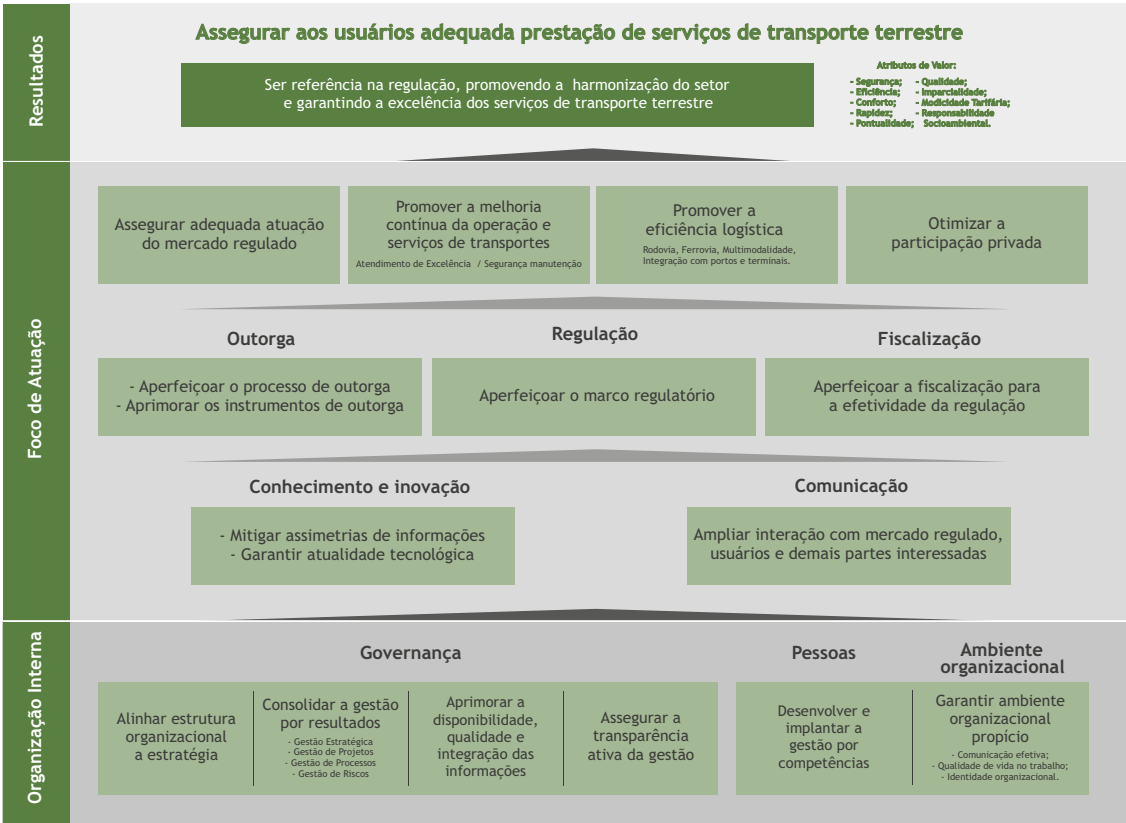 Resultados
Assegurar aos usuários adequada prestação de serviços de transporte terrestre
Ser referência na regulação, promovendo a harmonização do setor
e garantindo a excelência dos serviços de transporte terrestre
Atributos de Valor:
- Segurança; - Qualidade;
- Eficiência; - Imparcialidade;
- Conforto; - Modicidade Tarifária;
- Rapidez; - Responsabilidade
- Pontualidade; Socioambiental.
Foco de Atuação
Assegurar adequada atuação
do mercado regulado
Promover a melhoria
contínua da operação e
serviços de transportes
Atendimento de Excelência / Segurança manutenção
Promover a
eficiência logística
Rodovia, Ferrovia, Multimodalidade,
Integração com portos e terminais.
Otimizar a
participação privada
Outorga
- Aperfeiçoar o processo de outorga
- Aprimorar os instrumentos de outorga
Regulação
Aperfeiçoar o marco regulatório
Fiscalização
Aperfeiçoar a fiscalização para
a efetividade da regulação
Conhecimento e inovação
- Mitigar assimetrias de informações
- Garantir atualidade tecnológica
Comunicação
Ampliar interação com mercado regulado,
usuários e demais partes interessadas
Organização Interna
Governança
Alinhar estrutura
organizacional
a estratégia
Consolidar a gestão
por resultados
- Gestão Estratégica
- Gestão de Projetos
- Gestão de Processos
- Gestão de Riscos
Aprimorar a
disponibilidade,
qualidade e
integração das
informações
Assegurar a
transparência
ativa da gestão
Pessoas
Desenvolver e
implantar a
gestão por
competências
Ambiente
organizacional
Garantir ambiente
organizacional
propício
- Comunicação efetiva;
- Qualidade de vida no trabalho;
- Identidade organizacional.